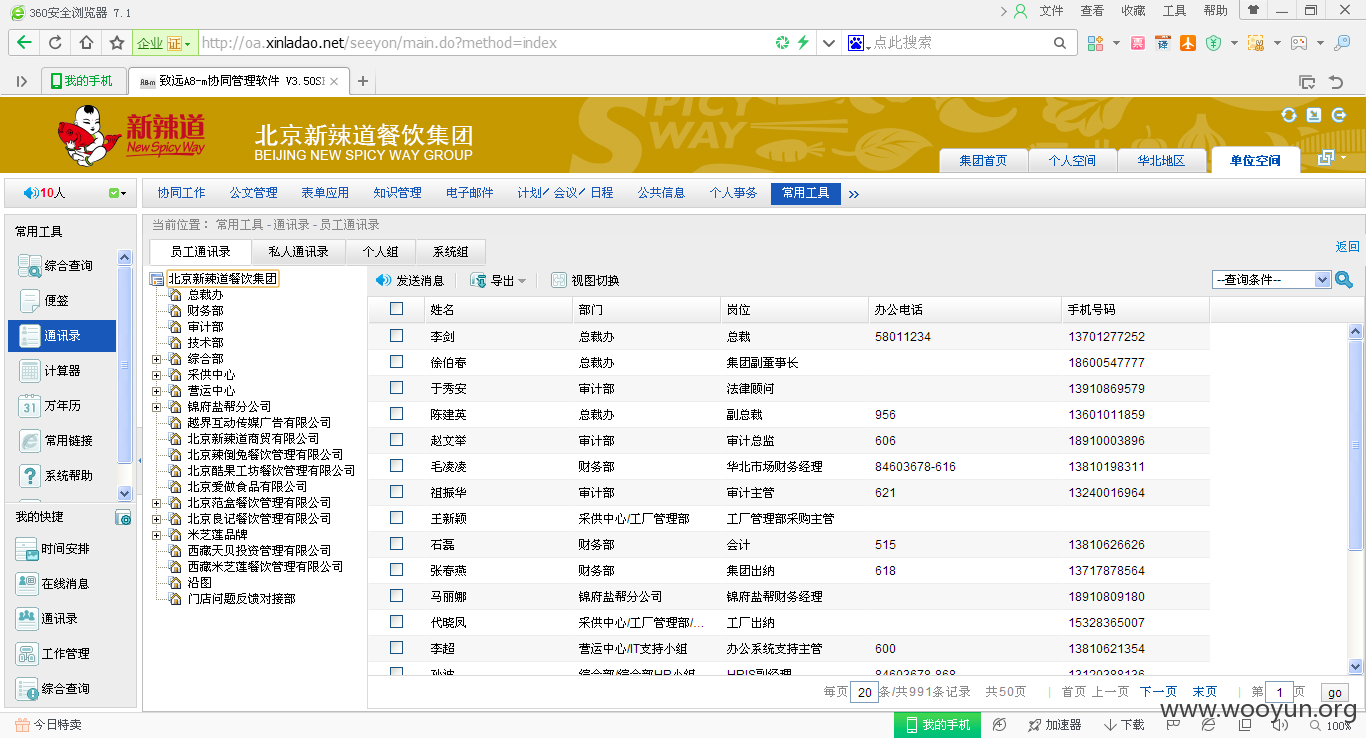 360安全浏览器 7.1 文件 查看 收藏 工具 帮助
企业 证 http://oa.xinladao.net/seeyon/main.do?method=index 点此搜索
我的手机 A8-m 致远A8-m协同管理软件 V3.50SP
新辣道 New Spicy Way 北京新辣道餐饮集团 SPICY WAY
BEIJING NEW SPICY WAY GROUP
集团首页 个人空间 华北地区 单位空间
10人 协同工作 公文管理 表单应用 知识管理 电子邮件 计划/会议/日程 公共信息 个人事务 常用工具 »
常用工具
综合查询
便签
通讯录
计算器
31 万年历
常用链接
系统帮助
我的快捷
时间安排
在线消息
通讯录
工作管理
综合查询
当前位置： 常用工具 - 通讯录 - 员工通讯录
返回
员工通讯录 私人通讯录 个人组 系统组
北京新辣道餐饮集团
总裁办
财务部
审计部
技术部
综合部
采供中心
营运中心
锦府盐帮分公司
越界互动传媒广告有限公司
北京新辣道商贸有限公司
北京辣倒兔餐饮管理有限公司
北京酷果工坊餐饮管理有限公司
北京爱做食品有限公司
北京范盒餐饮管理有限公司
北京良记餐饮管理有限公司
米芝莲品牌
西藏天贝投资管理有限公司
西藏米芝莲餐饮管理有限公司
沿图
门店问题反馈对接部
发送消息 导出 视图切换 --查询条件--
姓名 部门 岗位 办公电话 手机号码
李剑 总裁办 总裁 58011234 13701277252
徐伯春 总裁办 集团副董事长 18600547777
于秀安 审计部 法律顾问 13910869579
陈建英 总裁办 副总裁 956 13601011859
赵文举 审计部 审计总监 606 18910003896
毛凌凌 财务部 华北市场财务经理 84603678-616 13810198311
祖振华 审计部 审计主管 621 13240016964
王新颖 采供中心/工厂管理部 工厂管理部采购主管
石磊 财务部 会计 515 13810626626
张春燕 财务部 集团出纳 618 13717878564
马丽娜 锦府盐帮分公司 锦府盐帮财务经理 18910809180
代晓凤 采供中心/工厂管理部/... 工厂出纳 15328365007
李超 营运中心/IT支持小组 办公系统支持主管 600 13810621354
孙波 综合部/综合部HR小组 HRIS副经理 84603678-868 13120388136
每页 20 条/共991条记录 共50页 | 首页 上一页 下一页 末页 | 第 1 页 go
www.wooyun.org
今日特卖 我的手机 加速器 下载 100%